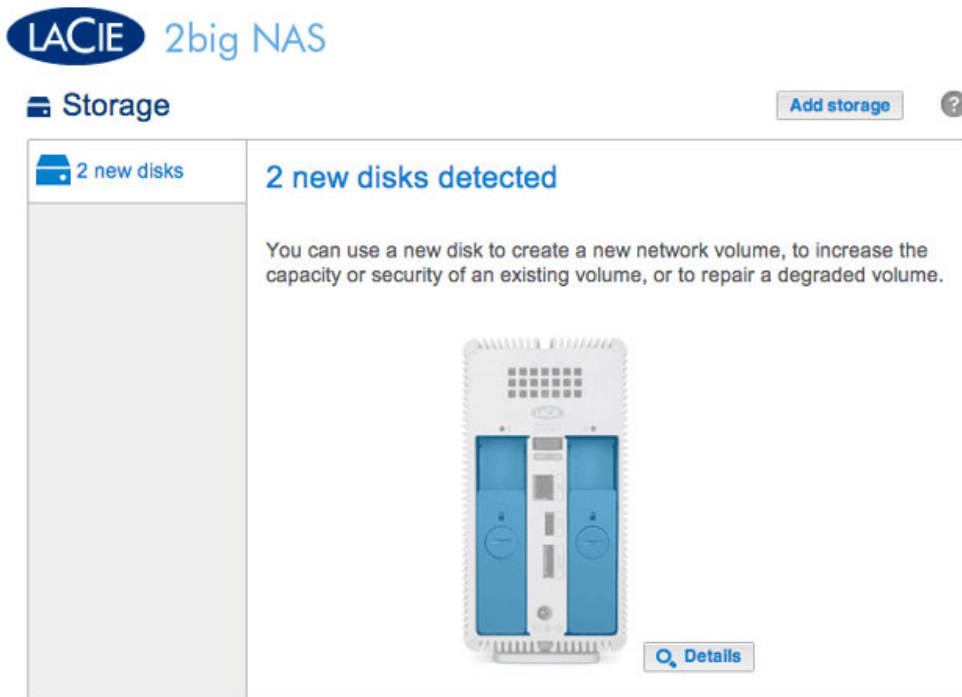 LACIE 2big NAS
Storage
Add storage
?
2 new disks
2 new disks detected
You can use a new disk to create a new network volume, to increase the
capacity or security of an existing volume, or to repair a degraded volume.
LACIE
Details